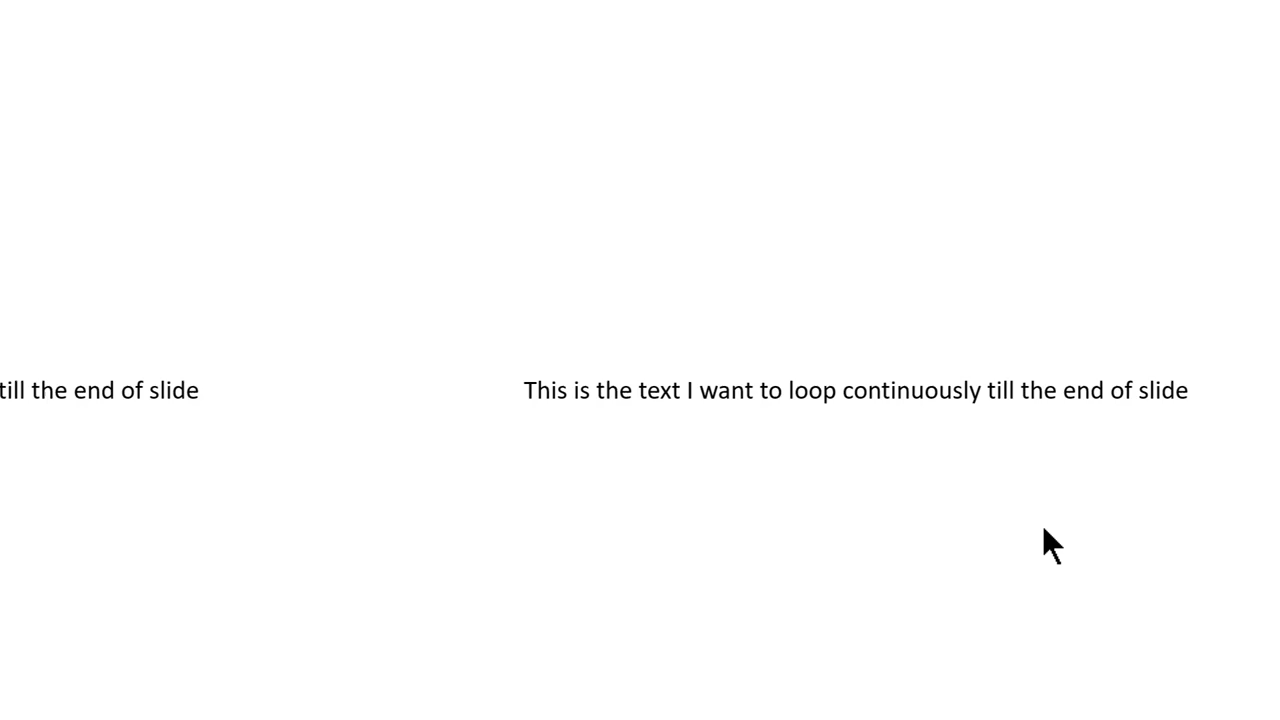 till the end of slide This is the text I want to loop continuously till the end of slide